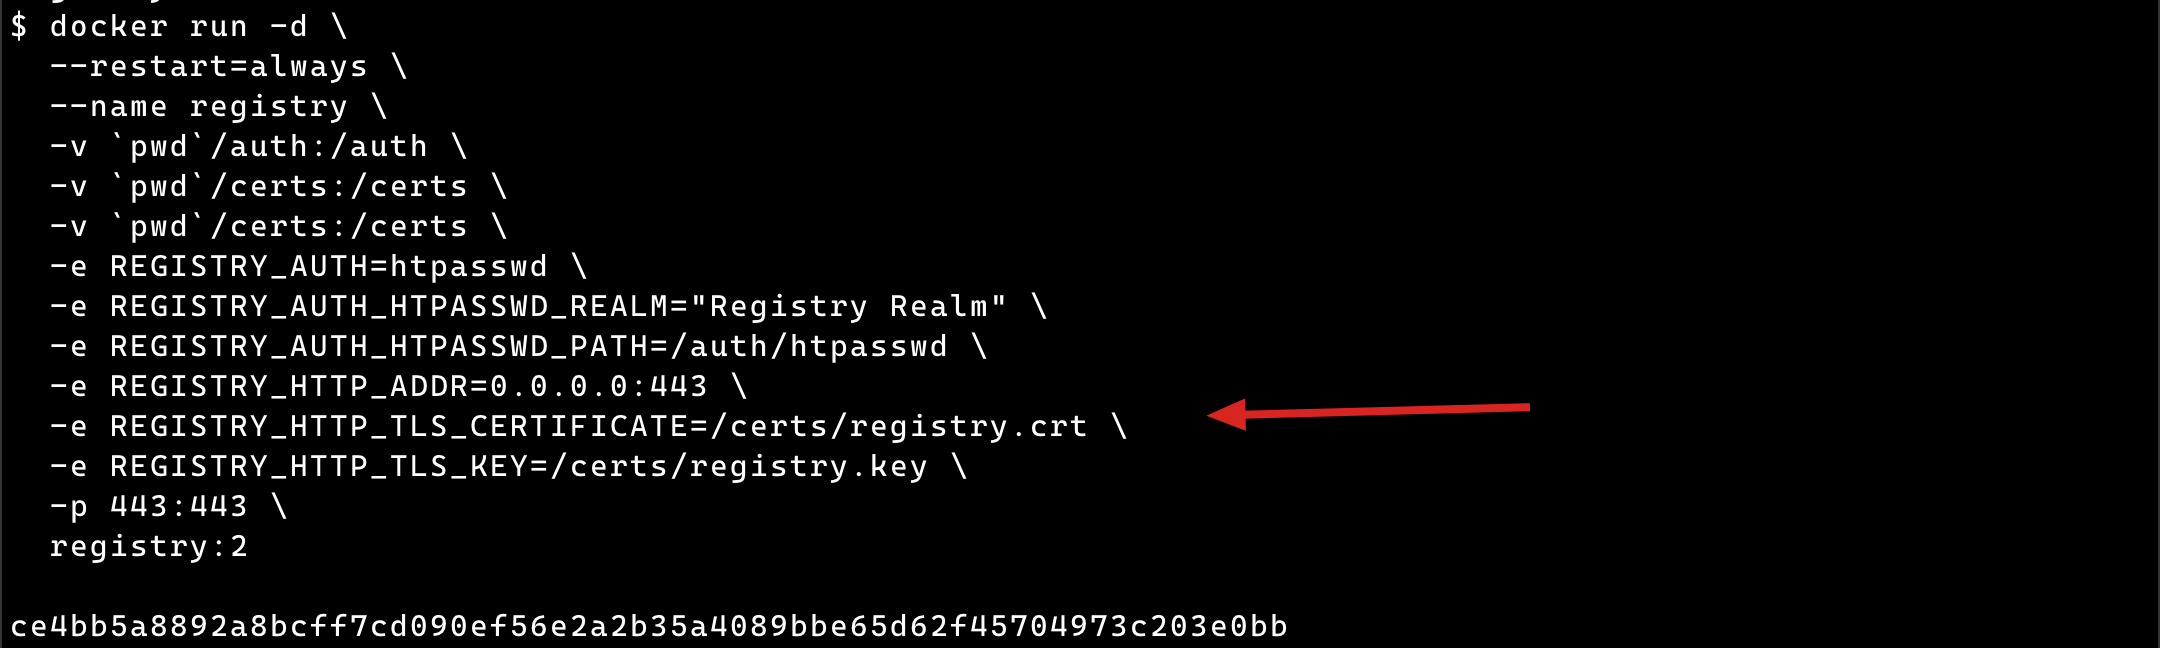 $ docker run -d \
--restart=always \
--name registry \
-v `pwd`/auth:/auth \
-v `pwd`/certs:/certs \
-v `pwd`/certs:/certs \
-e REGISTRY_AUTH=htpasswd \
-e REGISTRY_AUTH_HTPASSWD_REALM="Registry Realm" \
-e REGISTRY_AUTH_HTPASSWD_PATH=/auth/htpasswd \
-e REGISTRY_HTTP_ADDR=0.0.0.0:443 \
-e REGISTRY_HTTP_TLS_CERTIFICATE=/certs/registry.crt \
-e REGISTRY_HTTP_TLS_KEY=/certs/registry.key \
-p 443:443 \
registry:2
ce4bb5a8892a8bcff7cd090ef56e2a2b35a4089bbe65d62f45704973c203e0bb